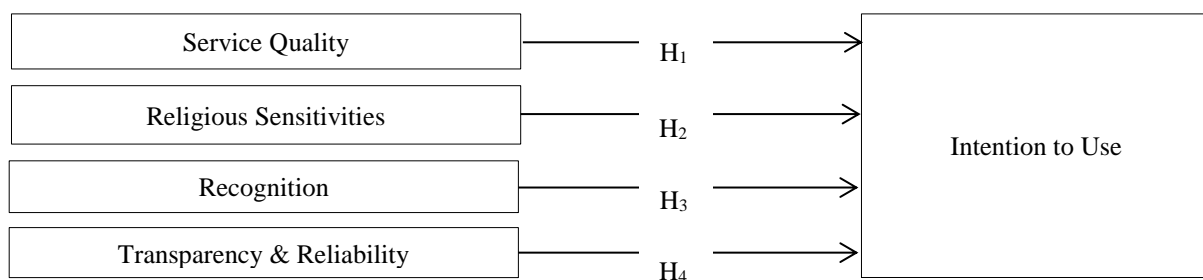 Service Quality
H₁
Religious Sensitivities
H₂
Intention to Use
Recognition
H₃
Transparency & Reliability
H₄